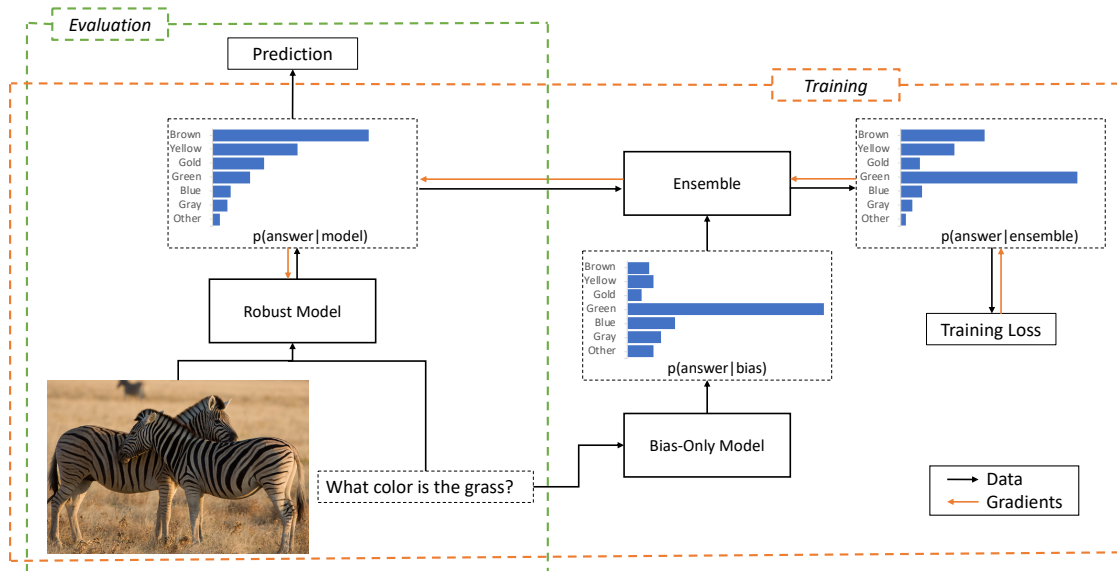 Evaluation
Prediction
Training
Brown
Yellow
Gold
Green
Blue
Gray
Other
p(answer|model)
Ensemble
Brown
Yellow
Gold
Green
Blue
Gray
Other
p(answer|ensemble)
Robust Model
Brown
Yellow
Gold
Green
Blue
Gray
Other
p(answer|bias)
Training Loss
Bias-Only Model
What color is the grass?
Data
Gradients